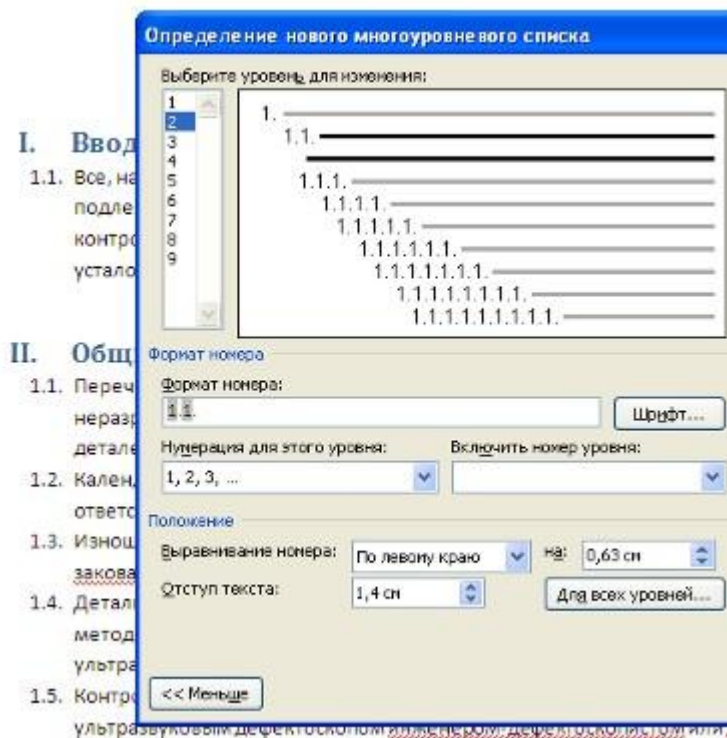 Определение нового многоуровневого списка
Выберите уровень для изменения:
1
2
3
4
5
6
7
8
9
1.
1.1.
1.1.1.
1.1.1.1.
1.1.1.1.1.
1.1.1.1.1.1.
1.1.1.1.1.1.1.
1.1.1.1.1.1.1.1.
1.1.1.1.1.1.1.1.1.
Формат номера
Формат номера:
1.1.
Шрифт...
Нумерация для этого уровня:
Включить номер уровня:
1, 2, 3, ...
Положение
Выравнивание номера:
По левому краю
на:
0,63 см
Отступ текста:
1,4 см
Для всех уровней...
<< Меньше
I. Ввод
1.1. Все, на
подле
контро
устало
II. Общ
1.1. Переч
неразр
детале
1.2. Кален
ответс
1.3. Износ
закова
1.4. Детал
метод
ультра
1.5. Контро
ультразвуковым дефектоскопом инженером-дефектоскопистом или